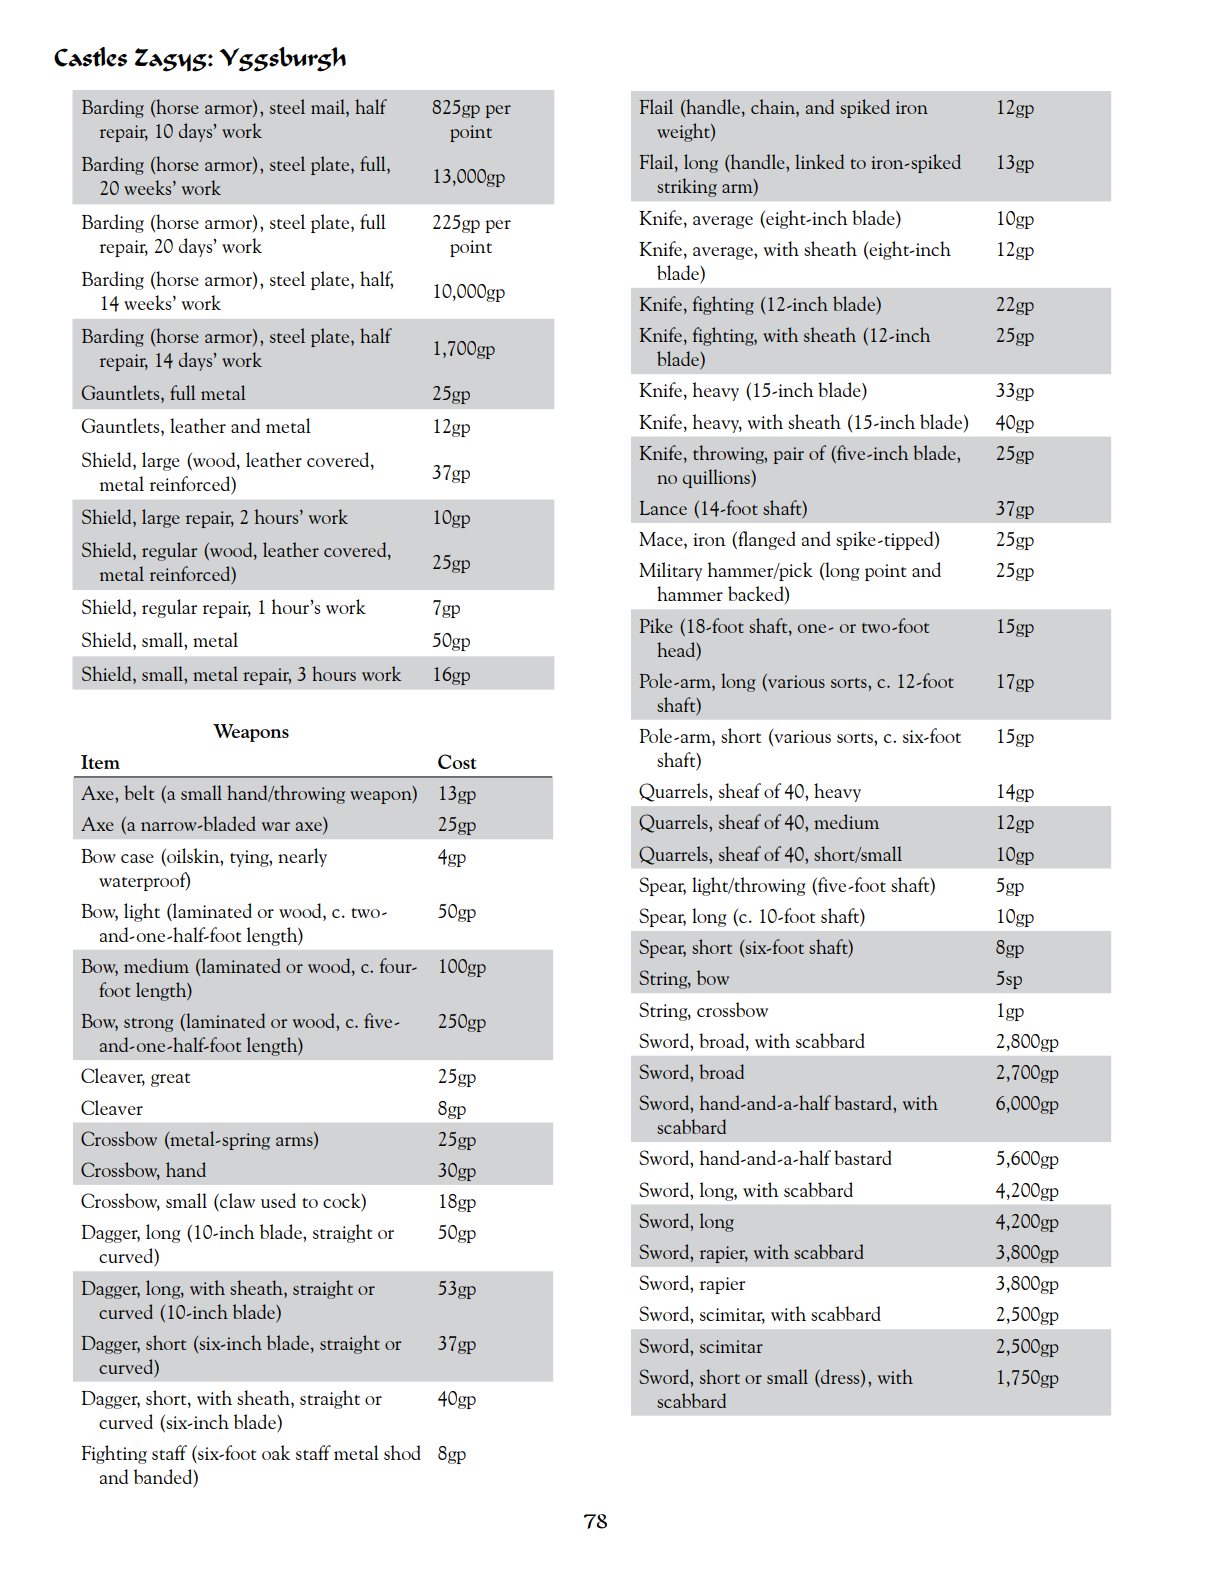 Castles Zagyg: Yggsburgh
Barding (horse armor), steel mail, half 825gp per
repair, 10 days' work point
Barding (horse armor), steel plate, full,
20 weeks' work 13,000gp
Barding (horse armor), steel plate, full 225gp per
repair, 20 days' work point
Barding (horse armor), steel plate, half,
14 weeks' work 10,000gp
Barding (horse armor), steel plate, half
repair, 14 days' work 1,700gp
Gauntlets, full metal 25gp
Gauntlets, leather and metal 12gp
Shield, large (wood, leather covered,
metal reinforced) 37gp
Shield, large repair, 2 hours' work 10gp
Shield, regular (wood, leather covered,
metal reinforced) 25gp
Shield, regular repair, 1 hour's work 7gp
Shield, small, metal 50gp
Shield, small, metal repair, 3 hours work 16gp
Weapons
Item Cost
Axe, belt (a small hand/throwing weapon) 13gp
Axe (a narrow-bladed war axe) 25gp
Bow case (oilskin, tying, nearly 4gp
waterproof)
Bow, light (laminated or wood, c. two- 50gp
and-one-half-foot length)
Bow, medium (laminated or wood, c. four- 100gp
foot length)
Bow, strong (laminated or wood, c. five- 250gp
and-one-half-foot length)
Cleaver, great 25gp
Cleaver 8gp
Crossbow (metal-spring arms) 25gp
Crossbow, hand 30gp
Crossbow, small (claw used to cock) 18gp
Dagger, long (10-inch blade, straight or 50gp
curved)
Dagger, long, with sheath, straight or 53gp
curved (10-inch blade)
Dagger, short (six-inch blade, straight or 37gp
curved)
Dagger, short, with sheath, straight or 40gp
curved (six-inch blade)
Fighting staff (six-foot oak staff metal shod 8gp
and banded)
Flail (handle, chain, and spiked iron 12gp
weight)
Flail, long (handle, linked to iron-spiked 13gp
striking arm)
Knife, average (eight-inch blade) 10gp
Knife, average, with sheath (eight-inch 12gp
blade)
Knife, fighting (12-inch blade) 22gp
Knife, fighting, with sheath (12-inch 25gp
blade)
Knife, heavy (15-inch blade) 33gp
Knife, heavy, with sheath (15-inch blade) 40gp
Knife, throwing, pair of (five-inch blade, 25gp
no quillions)
Lance (14-foot shaft) 37gp
Mace, iron (flanged and spike-tipped) 25gp
Military hammer/pick (long point and 25gp
hammer backed)
Pike (18-foot shaft, one- or two-foot 15gp
head)
Pole-arm, long (various sorts, c. 12-foot 17gp
shaft)
Pole-arm, short (various sorts, c. six-foot 15gp
shaft)
Quarrels, sheaf of 40, heavy 14gp
Quarrels, sheaf of 40, medium 12gp
Quarrels, sheaf of 40, short/small 10gp
Spear, light/throwing (five-foot shaft) 5gp
Spear, long (c. 10-foot shaft) 10gp
Spear, short (six-foot shaft) 8gp
String, bow 5sp
String, crossbow 1gp
Sword, broad, with scabbard 2,800gp
Sword, broad 2,700gp
Sword, hand-and-a-half bastard, with 6,000gp
scabbard
Sword, hand-and-a-half bastard 5,600gp
Sword, long, with scabbard 4,200gp
Sword, long 4,200gp
Sword, rapier, with scabbard 3,800gp
Sword, rapier 3,800gp
Sword, scimitar, with scabbard 2,500gp
Sword, scimitar 2,500gp
Sword, short or small (dress), with 1,750gp
scabbard
78